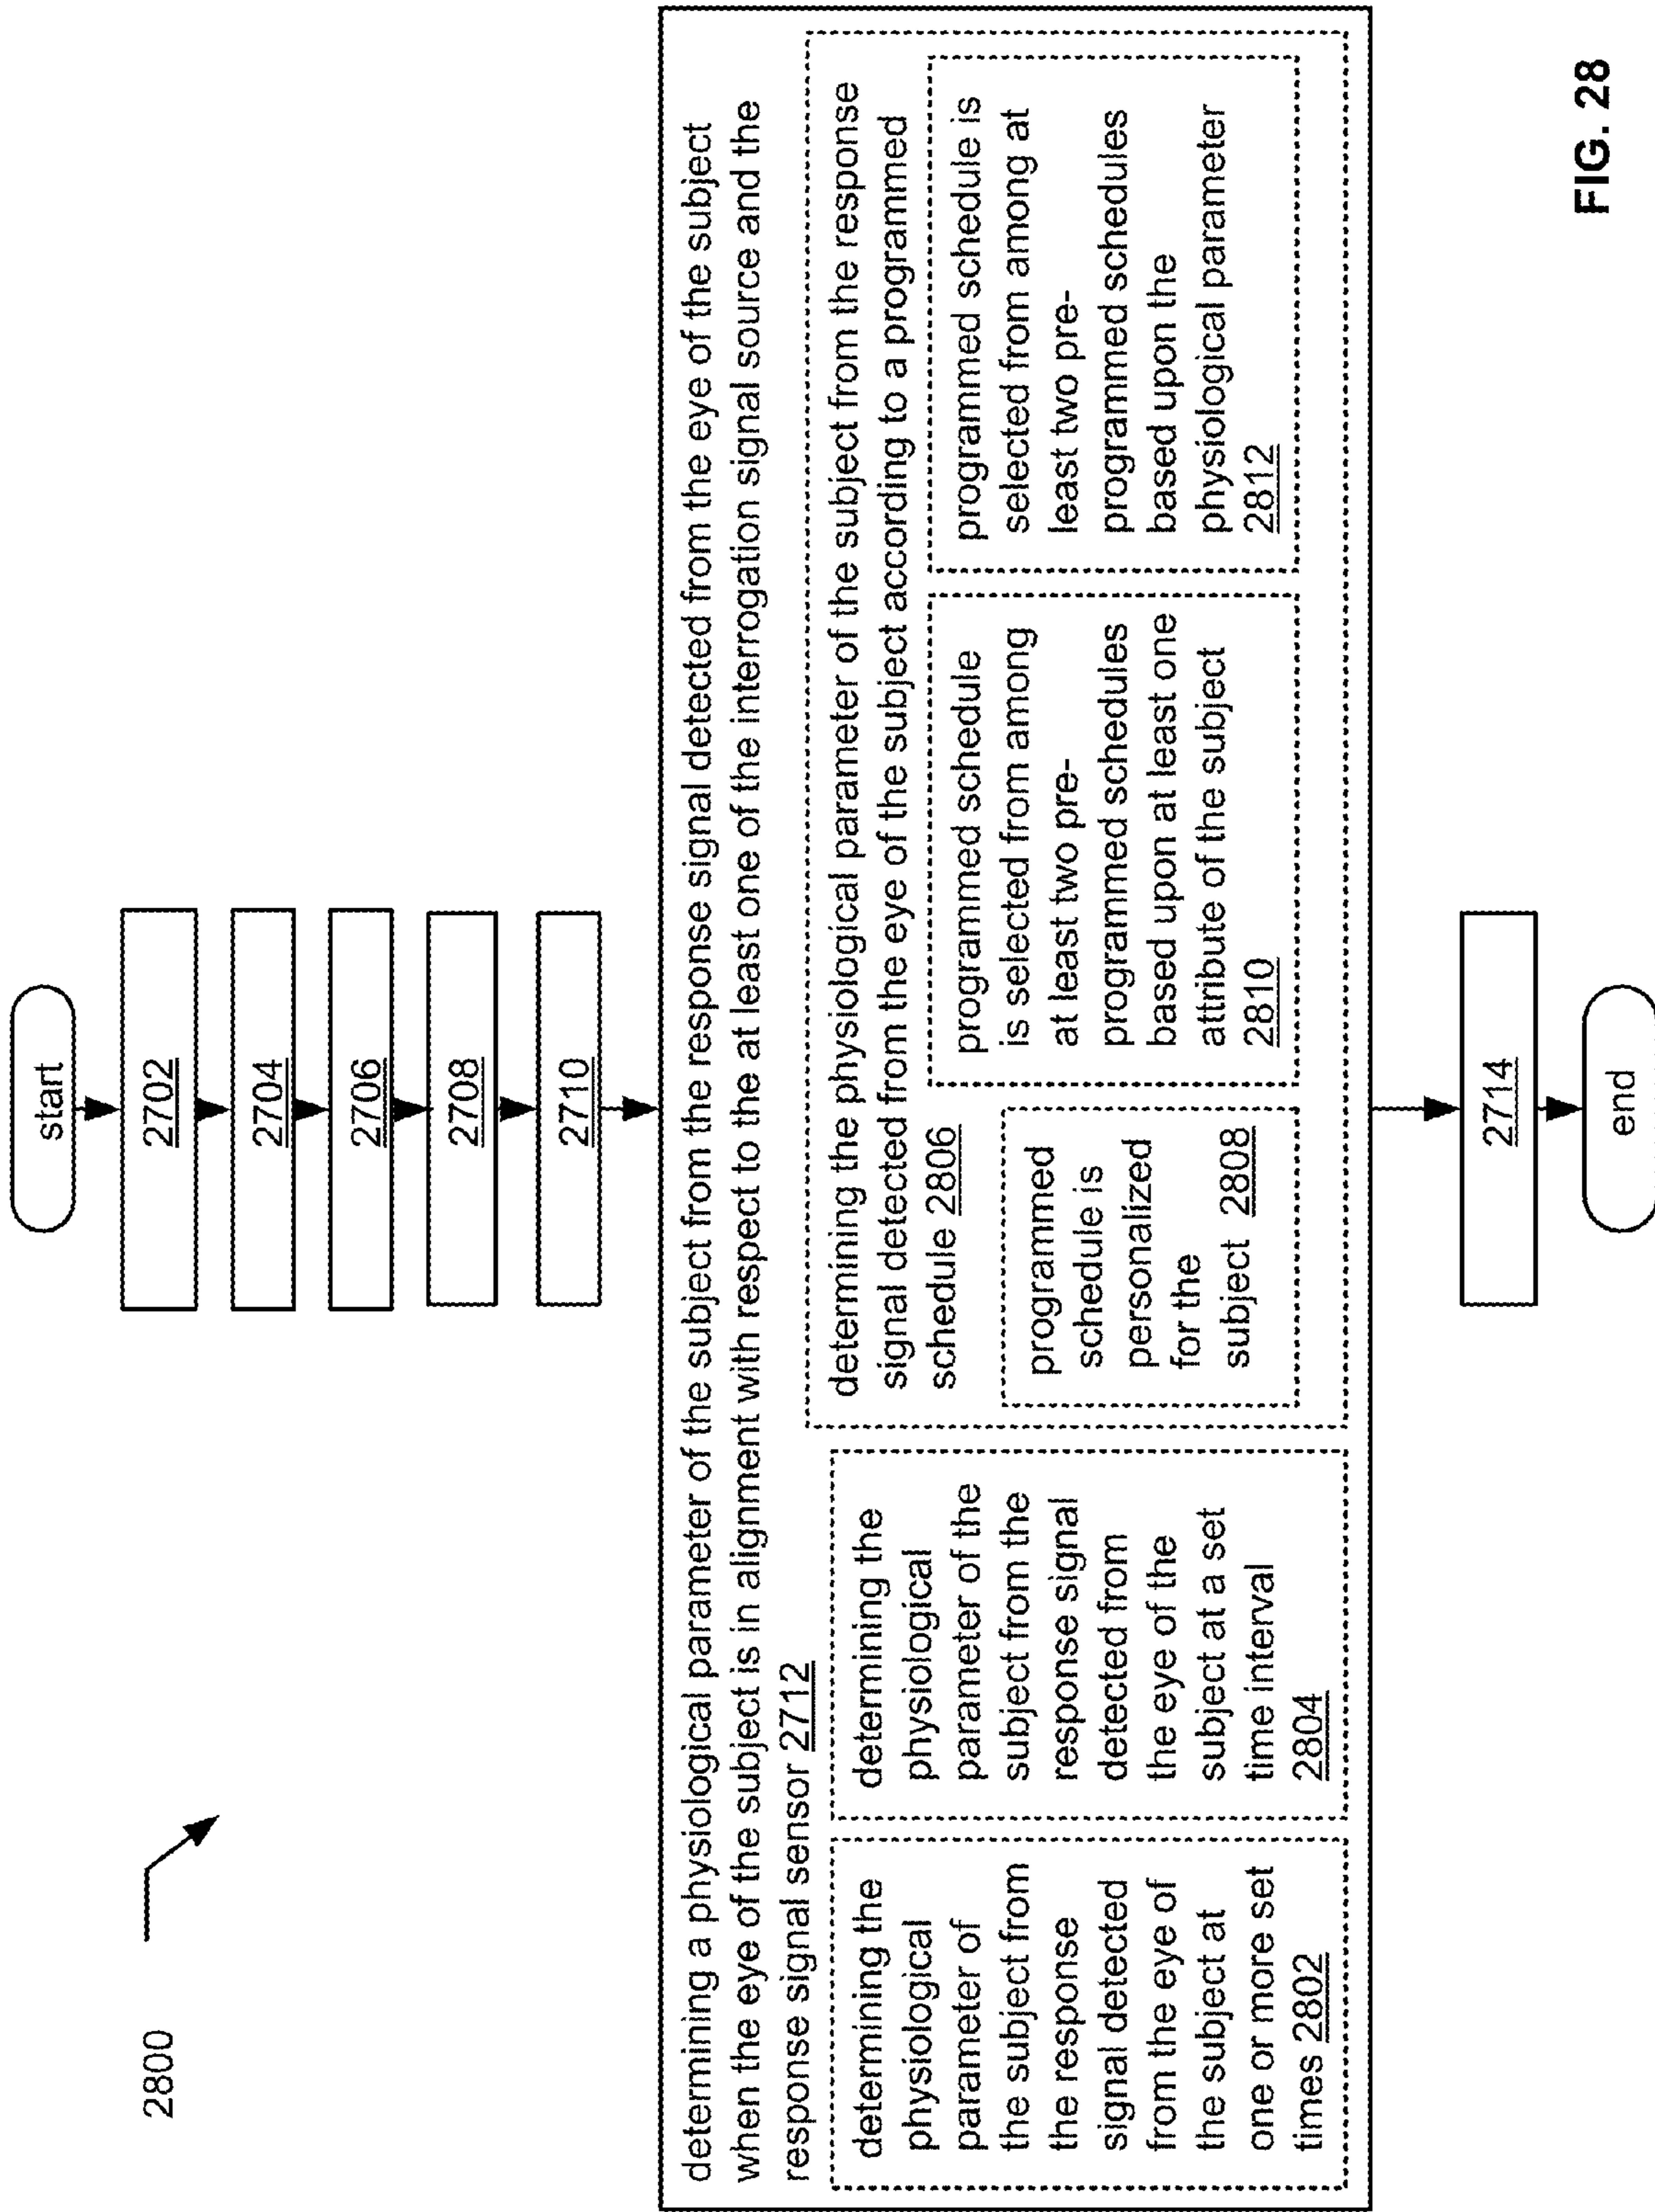 2800
start
2702
2704
2706
2708
2710
determining a physiological parameter of the subject from the response signal detected from the eye of the subject
when the eye of the subject is in alignment with respect to the at least one of the interrogation signal source and the
response signal sensor 2712
determining the
physiological
parameter of
the subject from
the response
signal detected
from the eye of
the subject at
one or more set
times 2802
determining the
physiological
parameter of the
subject from the
response signal
detected from
the eye of the
subject at a set
time interval
2804
determining the physiological parameter of the subject from the response
signal detected from the eye of the subject according to a programmed
schedule 2806
programmed
schedule is
personalized
for the
subject 2808
programmed schedule
is selected from among
at least two pre-
programmed schedules
based upon at least one
attribute of the subject
2810
programmed schedule is
selected from among at
least two pre-
programmed schedules
based upon the
physiological parameter
2812
2714
end
FIG. 28